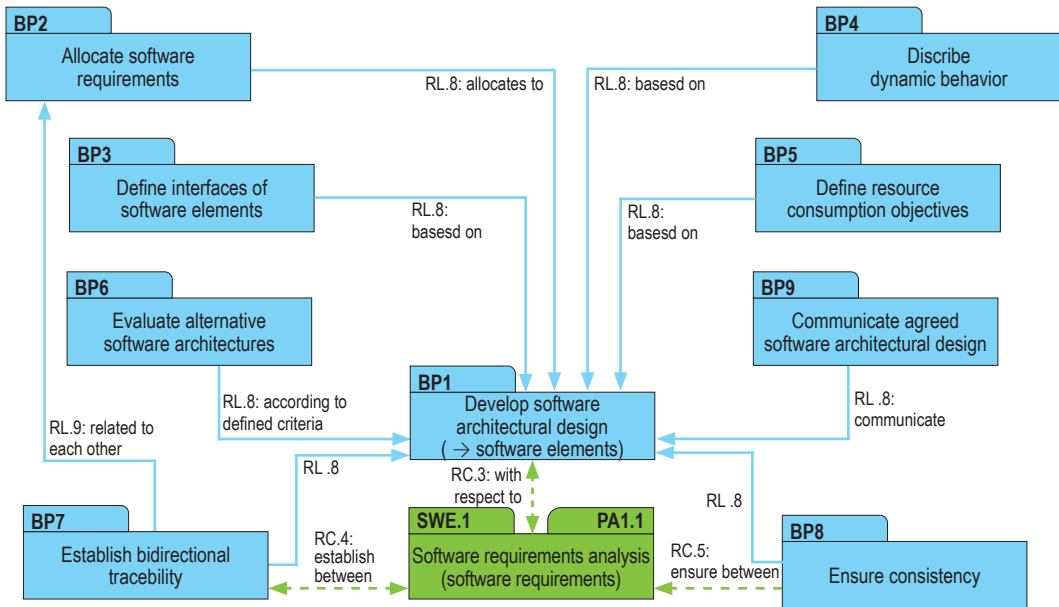 BP2
Allocate software
requirements
BP4
Discribe
dynamic behavior
RL.8: allocates to
RL.8: basesd on
BP3
Define interfaces of
software elements
BP5
Define resource
consumption objectives
RL.8:
basesd on
RL.8:
basesd on
BP6
Evaluate alternative
software architectures
BP9
Communicate agreed
software architectural design
BP1
Develop software
architectural design
( → software elements)
RL.8: according to
defined criteria
RL .8:
communicate
RL.9: related to
each other
RL .8
RC.3: with
respect to
RL .8
BP7
Establish bidirectional
tracebility
RC.4:
establish
between
SWE.1
PA1.1
Software requirements analysis
(software requirements)
RC.5:
ensure between
BP8
Ensure consistency